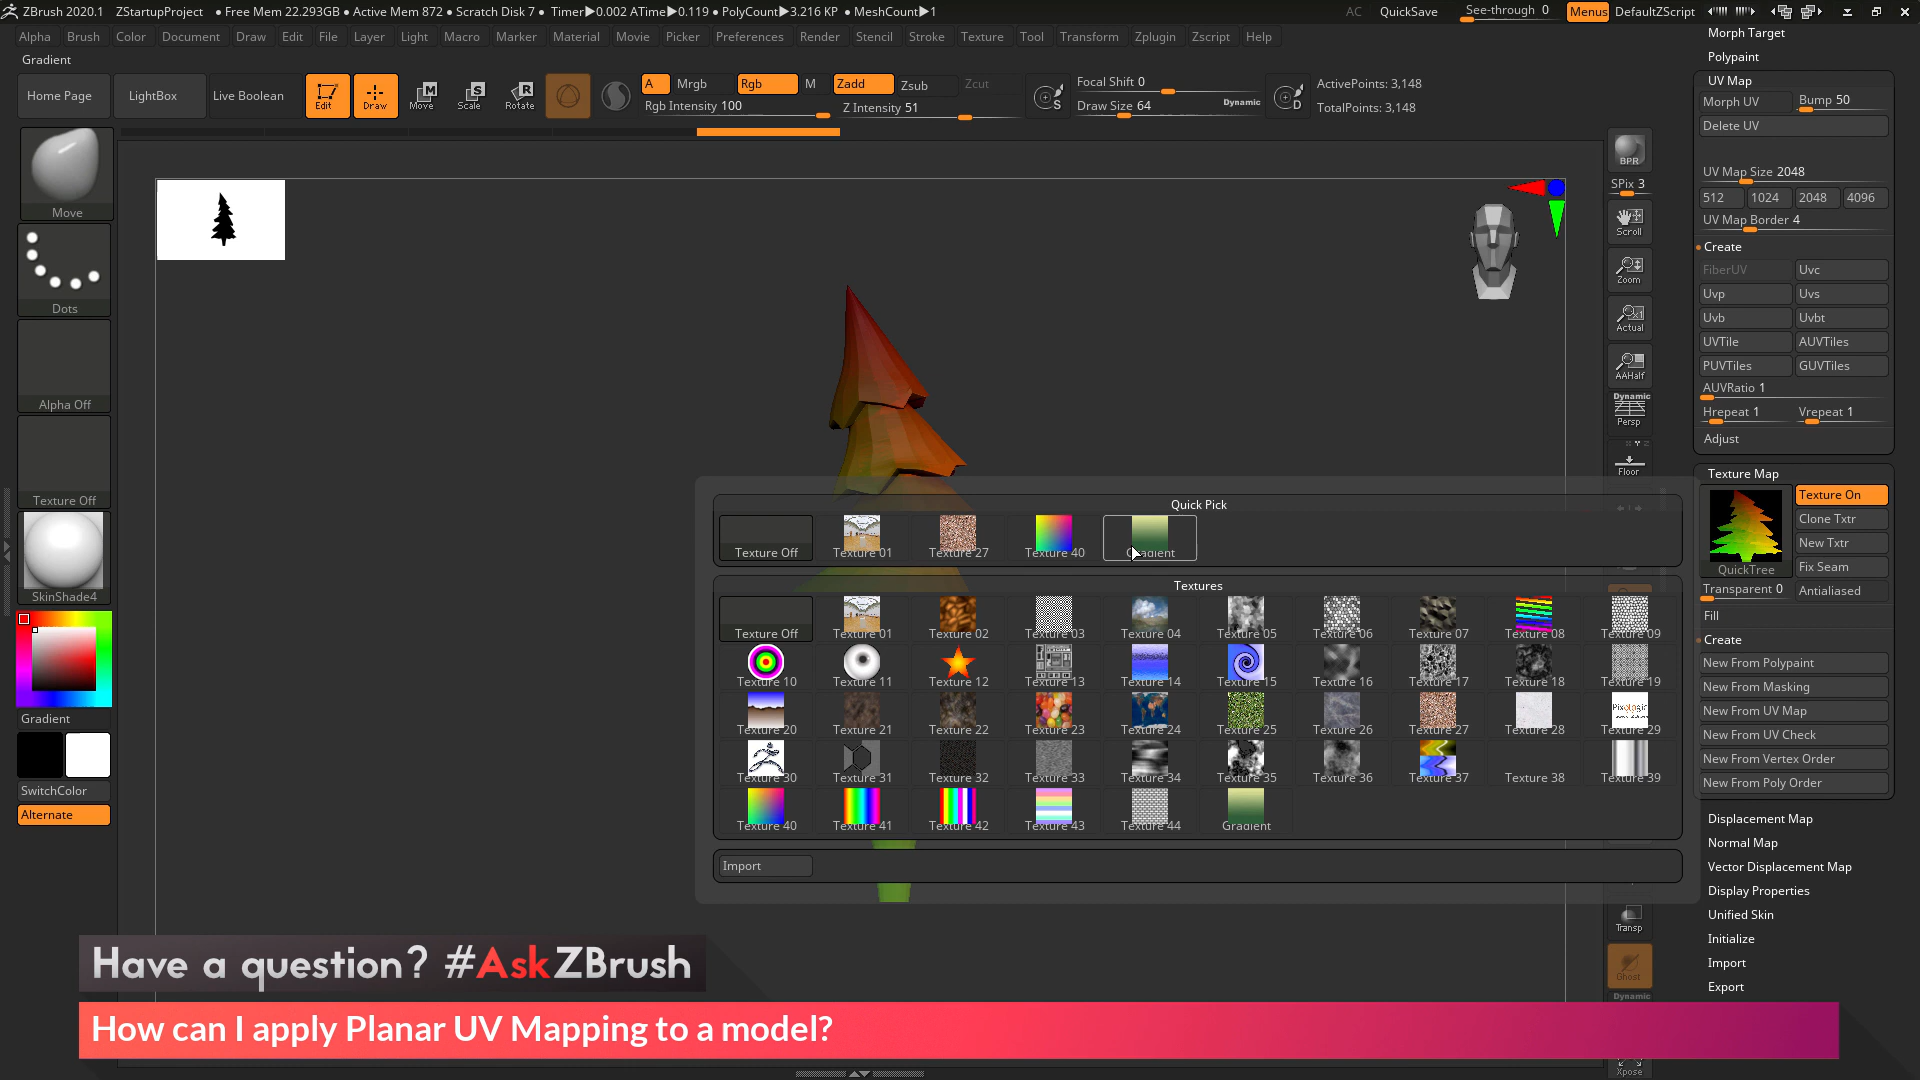 ZBrush 2020.1 ZStartupProject ● Free Mem 22.293GB ● Active Mem 872 ● Scratch Disk 7 ● Timer▶0.002 ATime▶0.119 ● PolyCount▶3.216 KP ● MeshCount▶1 AC QuickSave See-through 0 Menus DefaultZScript
Alpha Brush Color Document Draw Edit File Layer Light Macro Marker Material Movie Picker Preferences Render Stencil Stroke Texture Tool Transform Zplugin Zscript Help
Gradient
Home Page LightBox Live Boolean Edit Draw Move Scale Rotate
A Mrgb Rgb M Zadd Zsub Zcut
Rgb Intensity 100 Z Intensity 51
S Focal Shift 0
Draw Size 64 Dynamic
D ActivePoints: 3,148
TotalPoints: 3,148
Move
Dots
Alpha Off
Texture Off
SkinShade4
Gradient
SwitchColor
Alternate
BPR
SPix 3
Scroll
Zoom
Actual
AAHalf
Dynamic
Persp
Floor
Transp
Ghost
Dynamic
Xpose
Quick Pick
Texture Off Texture 01 Texture 27 Texture 40 Gradient
Textures
Texture Off Texture 01 Texture 02 Texture 03 Texture 04 Texture 05 Texture 06 Texture 07 Texture 08 Texture 09
Texture 10 Texture 11 Texture 12 Texture 13 Texture 14 Texture 15 Texture 16 Texture 17 Texture 18 Texture 19
Texture 20 Texture 21 Texture 22 Texture 23 Texture 24 Texture 25 Texture 26 Texture 27 Texture 28 Texture 29
Pixologic
Texture 30 Texture 31 Texture 32 Texture 33 Texture 34 Texture 35 Texture 36 Texture 37 Texture 38 Texture 39
Texture 40 Texture 41 Texture 42 Texture 43 Texture 44 Gradient
Import
Morph Target
Polypaint
UV Map
Morph UV Bump 50
Delete UV
UV Map Size 2048
512 1024 2048 4096
UV Map Border 4
Create
FiberUV Uvc
Uvp Uvs
Uvb Uvbt
UVTile AUVTiles
PUVTiles GUVTiles
AUVRatio 1
Hrepeat 1 Vrepeat 1
Adjust
Texture Map
QuickTree
Texture On
Clone Txtr
New Txtr
Fix Seam
Transparent 0 Antialiased
Fill
Create
New From Polypaint
New From Masking
New From UV Map
New From UV Check
New From Vertex Order
New From Poly Order
Displacement Map
Normal Map
Vector Displacement Map
Display Properties
Unified Skin
Initialize
Import
Export
Have a question? #AskZBrush
How can I apply Planar UV Mapping to a model?